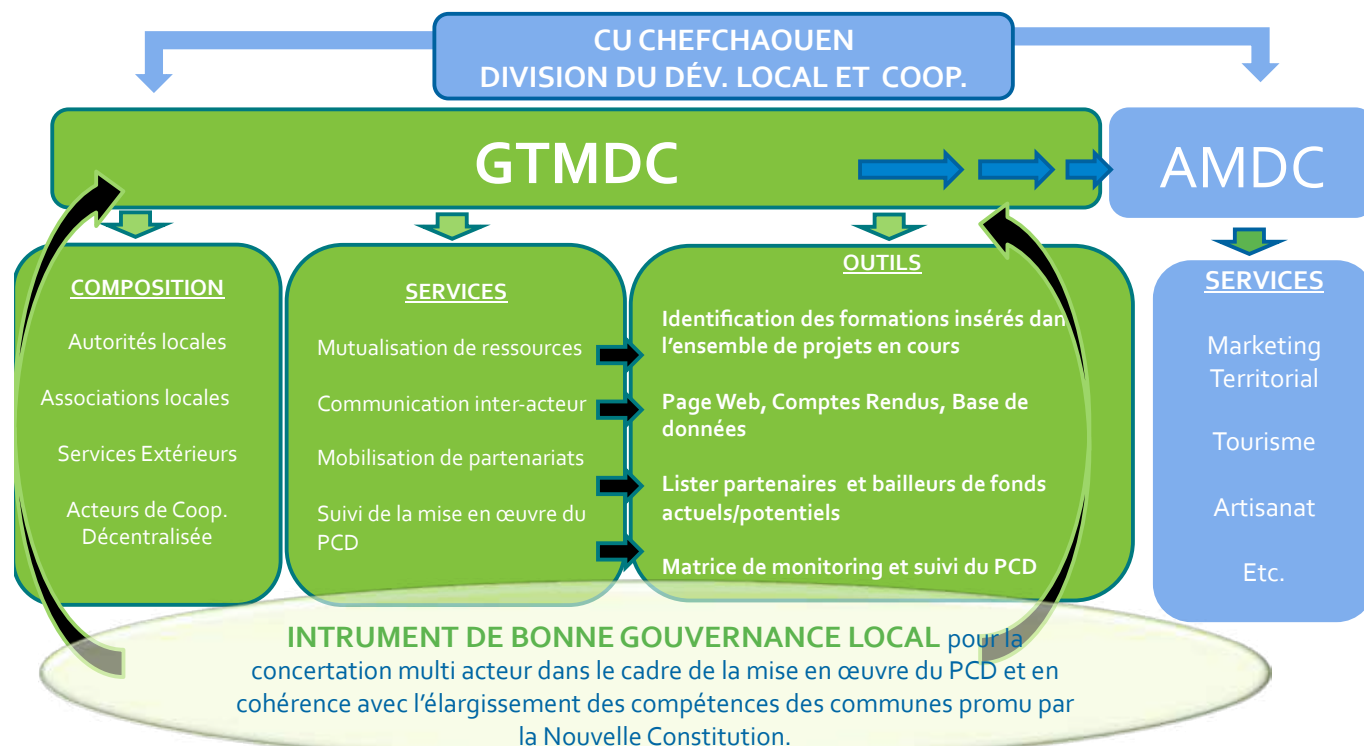 CU CHEFCHAOUEN
DIVISION DU DÉV. LOCAL ET COOP.
GTMDC
AMDC
COMPOSITION
Autorités locales
Associations locales
Services Extérieurs
Acteurs de Coop.
Décentralisée
SERVICES
Mutualisation de ressources
Communication inter-acteur
Mobilisation de partenariats
Suivi de la mise en œuvre du
PCD
OUTILS
Identification des formations insérés dan
l'ensemble de projets en cours
Page Web, Comptes Rendus, Base de
données
Lister partenaires et bailleurs de fonds
actuels/potentiels
Matrice de monitoring et suivi du PCD
SERVICES
Marketing
Territorial
Tourisme
Artisanat
Etc.
INTRUMENT DE BONNE GOUVERNANCE LOCAL pour la
concertation multi acteur dans le cadre de la mise en œuvre du PCD et en
cohérence avec l'élargissement des compétences des communes promu par
la Nouvelle Constitution.